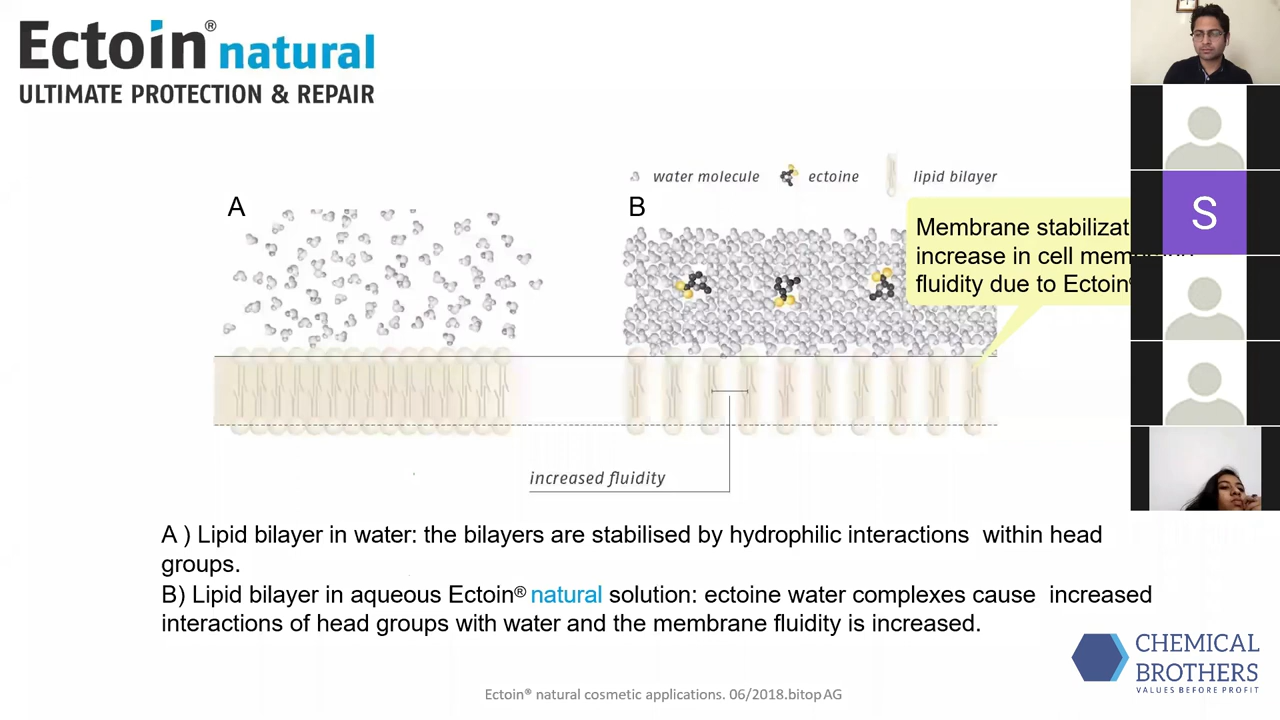 Ectoin® natural
ULTIMATE PROTECTION & REPAIR
water molecule ectoine lipid bilayer
A
B
Membrane
increase in cell
fluidity due to Ectoin
S
increased fluidity
A ) Lipid bilayer in water: the bilayers are stabilised by hydrophilic interactions within head
groups.
B) Lipid bilayer in aqueous Ectoin® natural solution: ectoine water complexes cause increased
interactions of head groups with water and the membrane fluidity is increased.
CHEMICAL
BROTHERS
VALUES BEFORE PROFIT
Ectoin® natural cosmetic applications. 06/2018.bitop AG